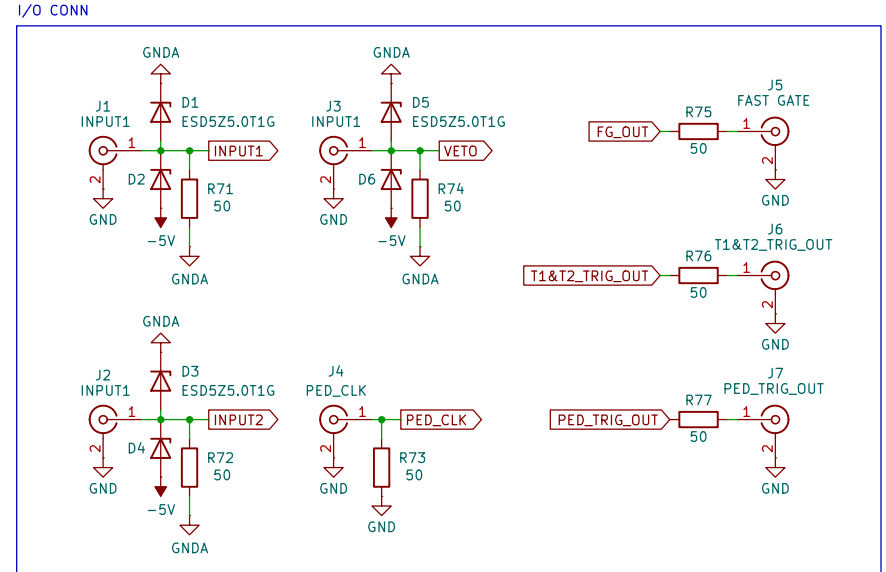 I/O CONN
GNDA
D1
ESD5Z5.0T1G
J1
INPUT1
1
INPUT1
2
D2
R71
50
GND
-5V
GNDA
GNDA
D5
ESD5Z5.0T1G
J3
INPUT1
1
VETO
2
D6
R74
50
GND
-5V
GNDA
J5
FAST GATE
R75
FG_OUT
1
50
2
GND
J6
T1&T2_TRIG_OUT
R76
T1&T2_TRIG_OUT
1
50
2
GND
GNDA
D3
ESD5Z5.0T1G
J2
INPUT1
1
INPUT2
2
D4
R72
50
GND
-5V
GNDA
J4
PED_CLK
1
PED_CLK
2
R73
50
GND
GND
J7
PED_TRIG_OUT
R77
PED_TRIG_OUT
1
50
2
GND